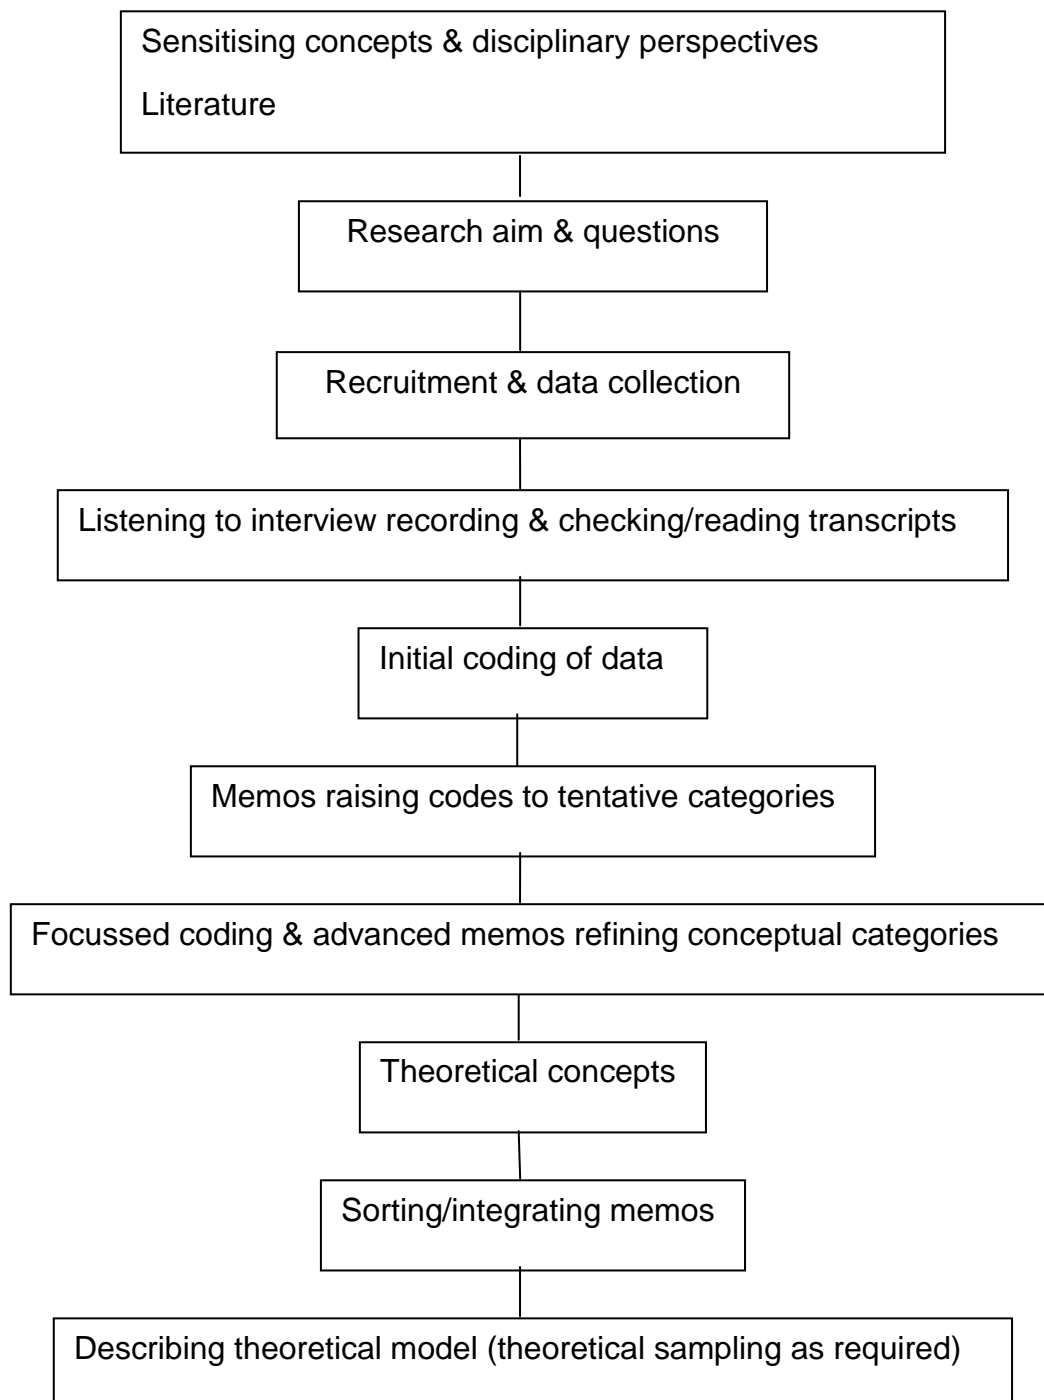 Sensitising concepts & disciplinary perspectives
Literature
Research aim & questions
Recruitment & data collection
Listening to interview recording & checking/reading transcripts
Initial coding of data
Memos raising codes to tentative categories
Focussed coding & advanced memos refining conceptual categories
Theoretical concepts
Sorting/integrating memos
Describing theoretical model (theoretical sampling as required)